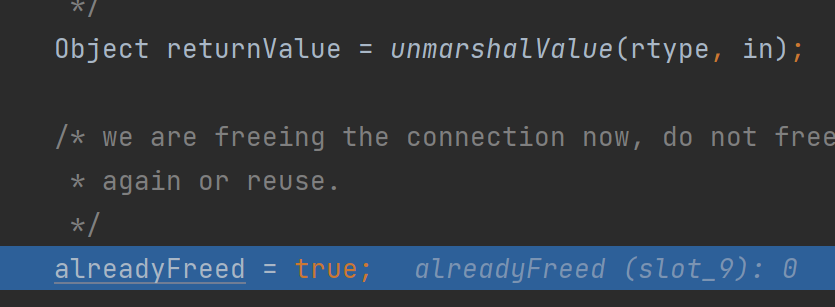 */
Object returnValue = unmarshalValue(rtype, in);
/* we are freeing the connection now, do not free
* again or reuse.
*/
alreadyFreed = true; alreadyFreed (slot_9): 0